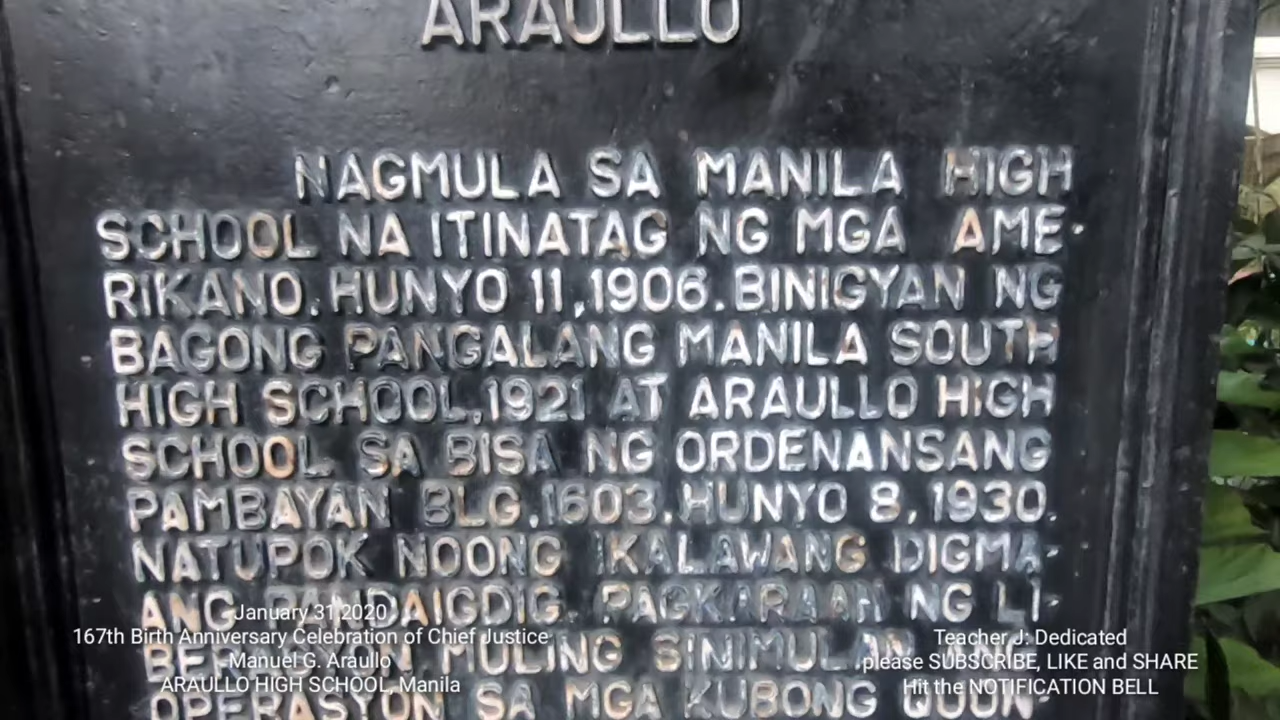 ARAULLO
NAGMULA SA MANILA HIGH
SCHOOL NA ITINATAG NG MGA AME-
RIKANO, HUNYO 11, 1906. BINIGYAN NG
BAGONG PANGALANG MANILA SOUTH
HIGH SCHOOL, 1921 AT ARAULLO HIGH
SCHOOL SA BISA NG ORDENANSANG
PAMBAYAN BLG. 1603, HUNYO 8, 1930.
NATUPOK NOONG IKALAWANG DIGMA-
ANG PANDAIGDIG. PAGKARAAN NG LI-
BERASYON, MULING SINIMULAN ANG
OPERASYON SA MGA KUBONG QUON-
January 31,2020
167th Birth Anniversary Celebration of Chief Justice
Manuel G. Araullo
ARAULLO HIGH SCHOOL, Manila
Teacher J: Dedicated
please SUBSCRIBE, LIKE and SHARE
Hit the NOTIFICATION BELL